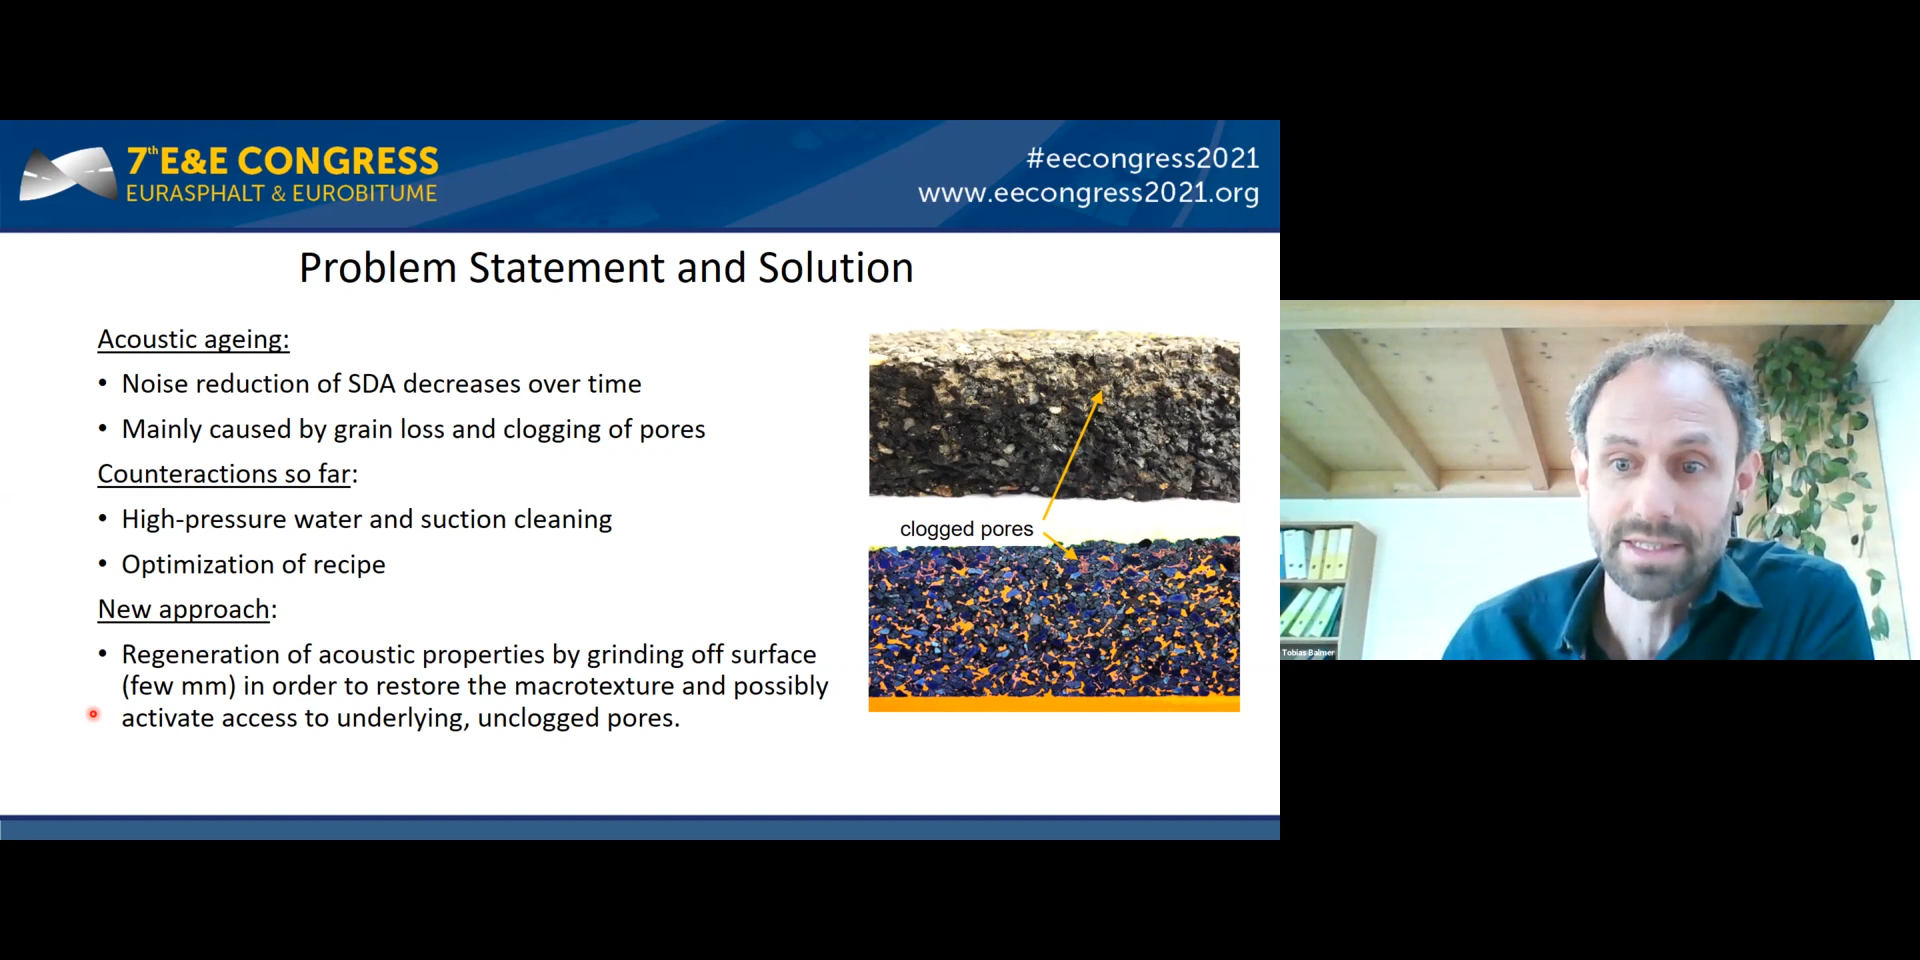 7th E&E CONGRESS
EURASPHALT & EUROBITUME
#eecongress2021
www.eecongress2021.org
Problem Statement and Solution
Acoustic ageing:
• Noise reduction of SDA decreases over time
• Mainly caused by grain loss and clogging of pores
Counteractions so far:
• High-pressure water and suction cleaning
• Optimization of recipe
New approach:
• Regeneration of acoustic properties by grinding off surface
(few mm) in order to restore the macrotexture and possibly
activate access to underlying, unclogged pores.
clogged pores
Tobias Balmer